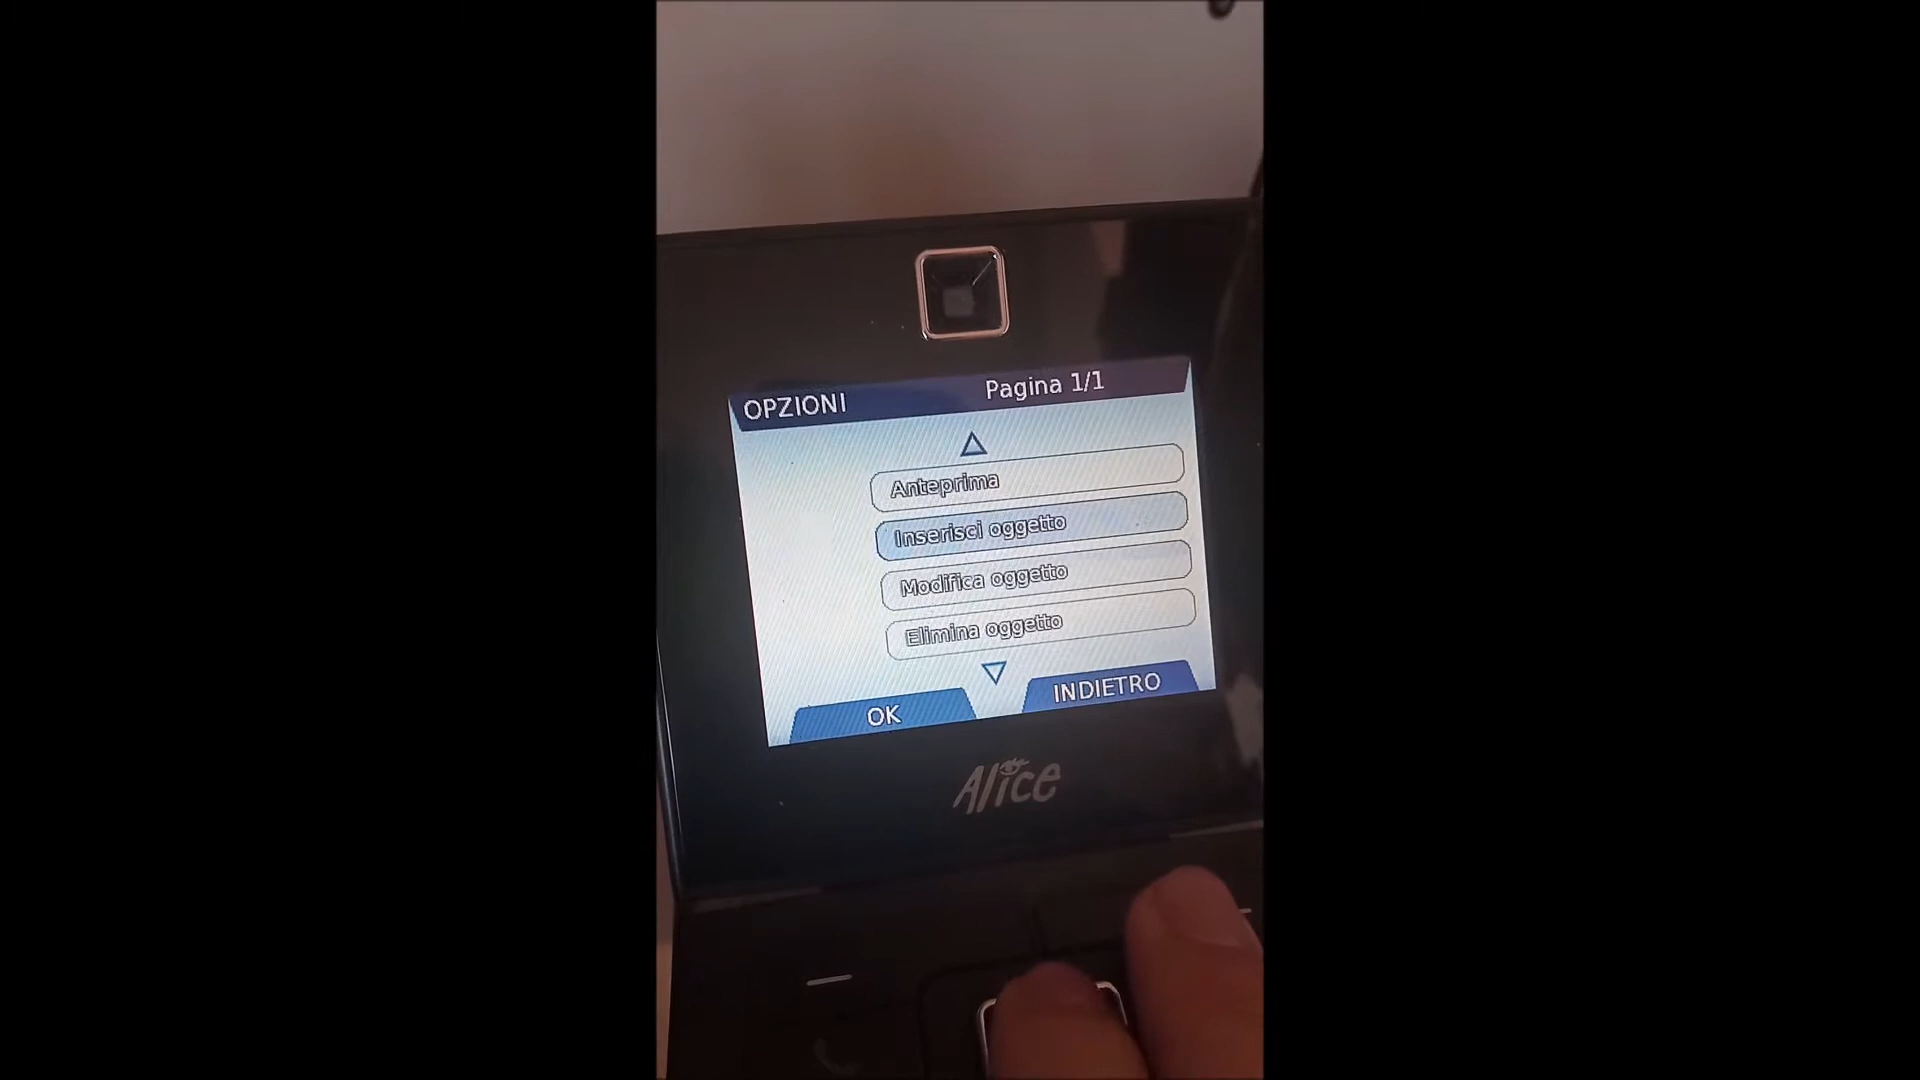 OPZIONI Pagina 1/1
Anteprima
Inserisci oggetto
Modifica oggetto
Elimina oggetto
OK INDIETRO
Alice